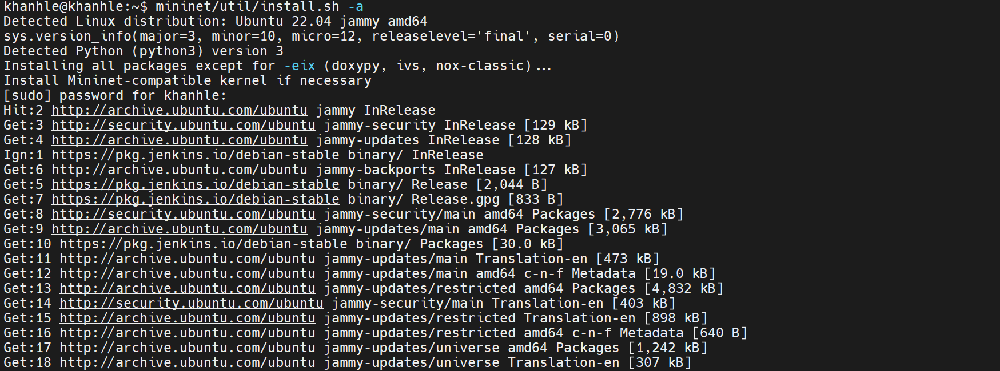 khanhle@khanhle:~$ mininet/util/install.sh -a
Detected Linux distribution: Ubuntu 22.04 jammy amd64
sys.version_info(major=3, minor=10, micro=12, releaselevel='final', serial=0)
Detected Python (python3) version 3
Installing all packages except for -eix (doxypy, ivs, nox-classic)...
Install Mininet-compatible kernel if necessary
[sudo] password for khanhle:
Hit:2 http://archive.ubuntu.com/ubuntu jammy InRelease
Get:3 http://security.ubuntu.com/ubuntu jammy-security InRelease [129 kB]
Get:4 http://archive.ubuntu.com/ubuntu jammy-updates InRelease [128 kB]
Ign:1 https://pkg.jenkins.io/debian-stable binary/ InRelease
Get:6 http://archive.ubuntu.com/ubuntu jammy-backports InRelease [127 kB]
Get:5 https://pkg.jenkins.io/debian-stable binary/ Release [2,044 B]
Get:7 https://pkg.jenkins.io/debian-stable binary/ Release.gpg [833 B]
Get:8 http://security.ubuntu.com/ubuntu jammy-security/main amd64 Packages [2,776 kB]
Get:9 http://archive.ubuntu.com/ubuntu jammy-updates/main amd64 Packages [3,065 kB]
Get:10 https://pkg.jenkins.io/debian-stable binary/ Packages [30.0 kB]
Get:11 http://archive.ubuntu.com/ubuntu jammy-updates/main Translation-en [473 kB]
Get:12 http://archive.ubuntu.com/ubuntu jammy-updates/main amd64 c-n-f Metadata [19.0 kB]
Get:13 http://archive.ubuntu.com/ubuntu jammy-updates/restricted amd64 Packages [4,832 kB]
Get:14 http://security.ubuntu.com/ubuntu jammy-security/main Translation-en [403 kB]
Get:15 http://archive.ubuntu.com/ubuntu jammy-updates/restricted Translation-en [898 kB]
Get:16 http://archive.ubuntu.com/ubuntu jammy-updates/restricted amd64 c-n-f Metadata [640 B]
Get:17 http://archive.ubuntu.com/ubuntu jammy-updates/universe amd64 Packages [1,242 kB]
Get:18 http://archive.ubuntu.com/ubuntu jammy-updates/universe Translation-en [307 kB]